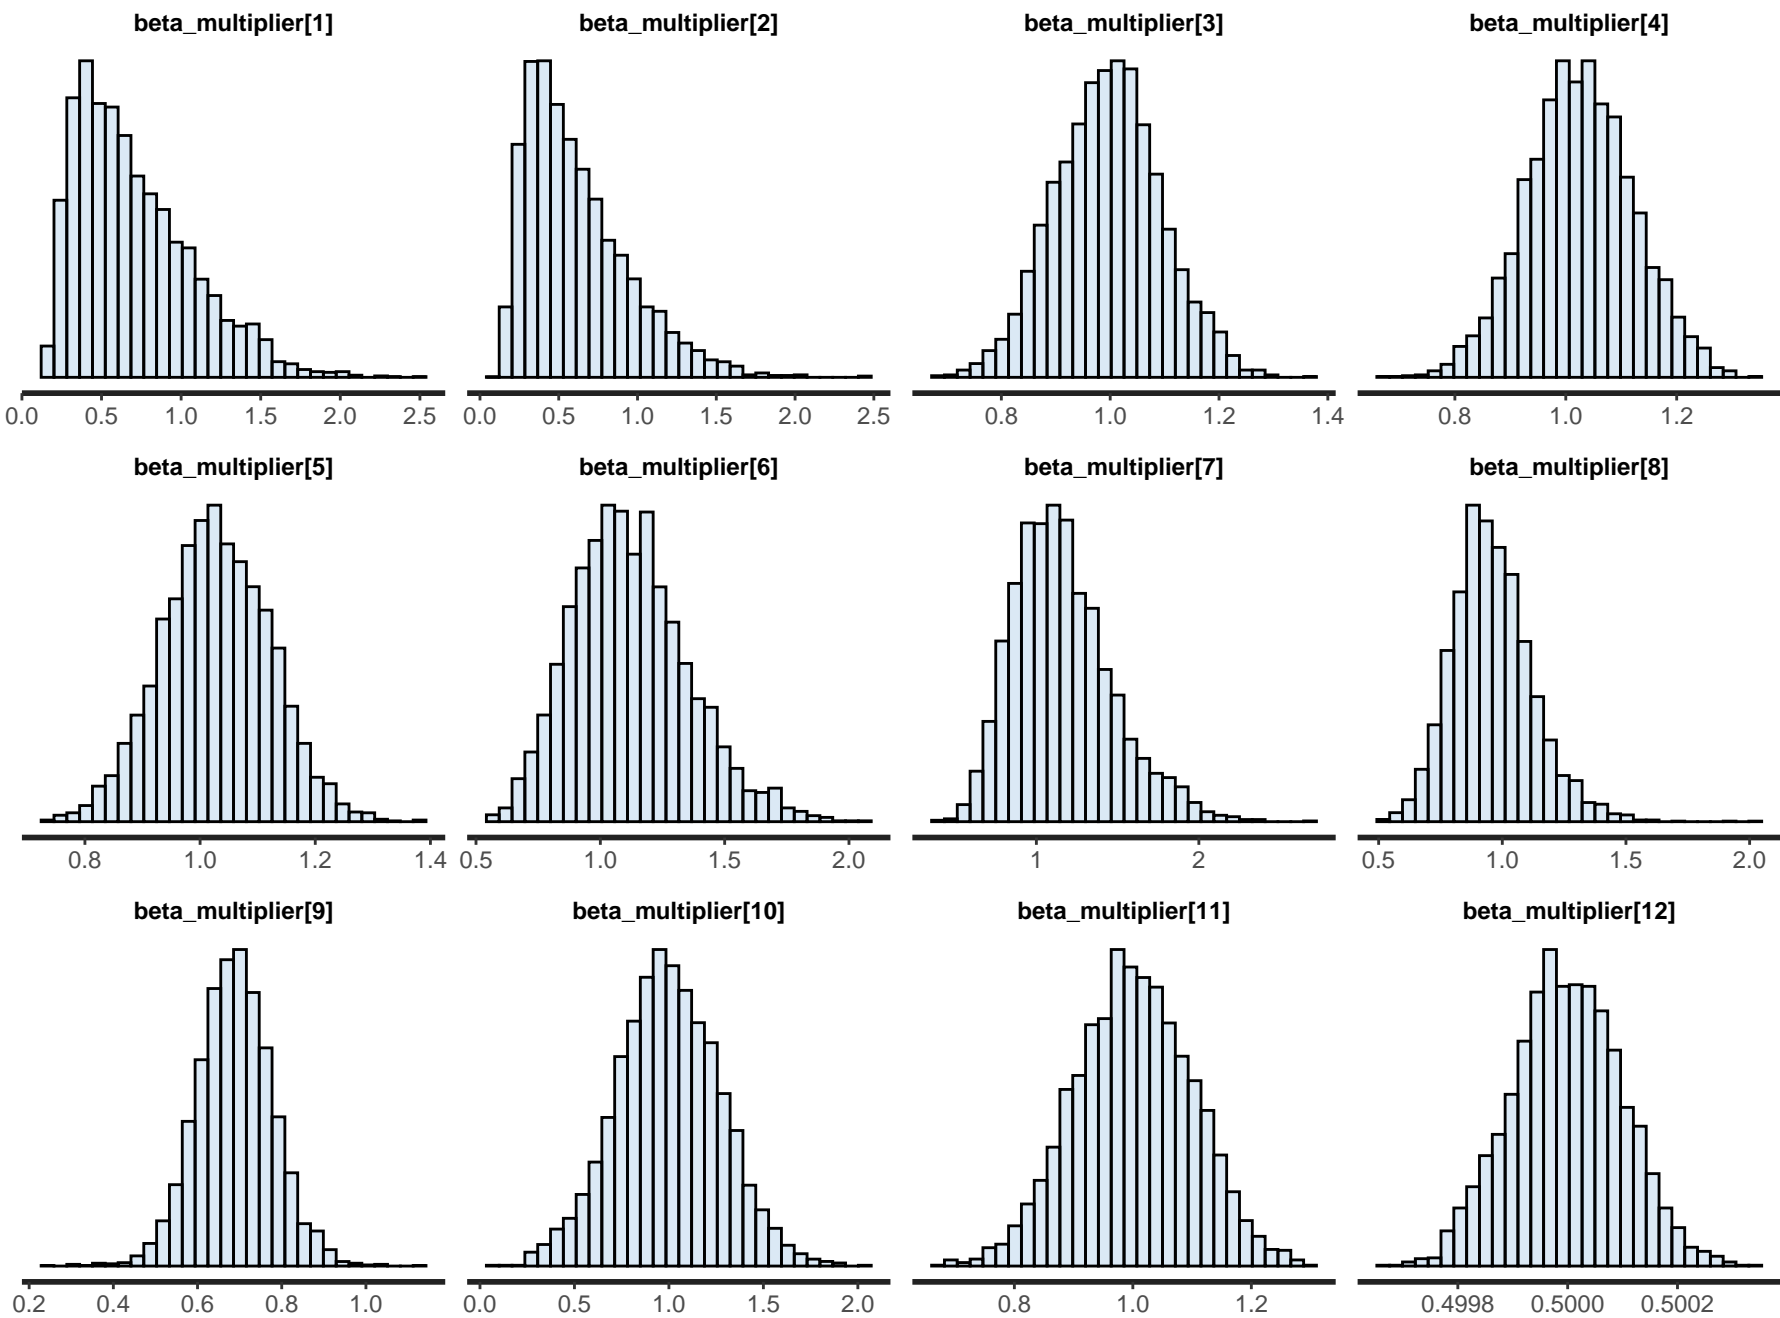 beta_multiplier[1] beta_multiplier[2] beta_multiplier[3] beta_multiplier[4]
0.0 0.5 1.0 1.5 2.0 2.5 0.0 0.5 1.0 1.5 2.0 2.5 0.8 1.0 1.2 1.4 0.8 1.0 1.2
beta_multiplier[5] beta_multiplier[6] beta_multiplier[7] beta_multiplier[8]
0.8 1.0 1.2 1.4 0.5 1.0 1.5 2.0 1 2 0.5 1.0 1.5 2.0
beta_multiplier[9] beta_multiplier[10] beta_multiplier[11] beta_multiplier[12]
0.2 0.4 0.6 0.8 1.0 0.0 0.5 1.0 1.5 2.0 0.8 1.0 1.2 0.4998 0.5000 0.5002